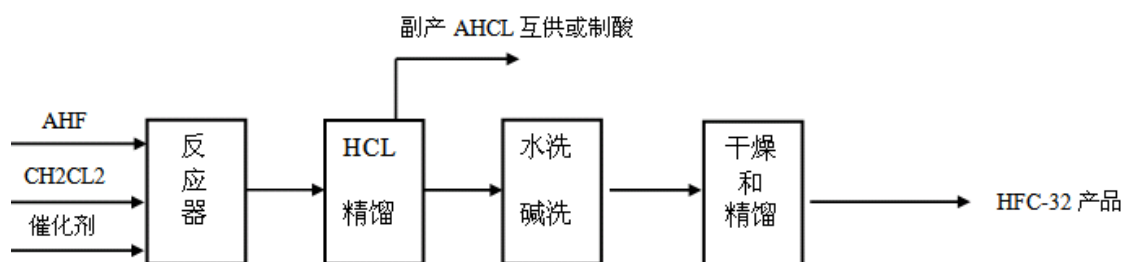 副产 AHCL 互供或制酸
AHF
CH2CL2
催化剂
反
应
器
HCL
精馏
水洗
碱洗
干燥
和
精馏
HFC-32 产品